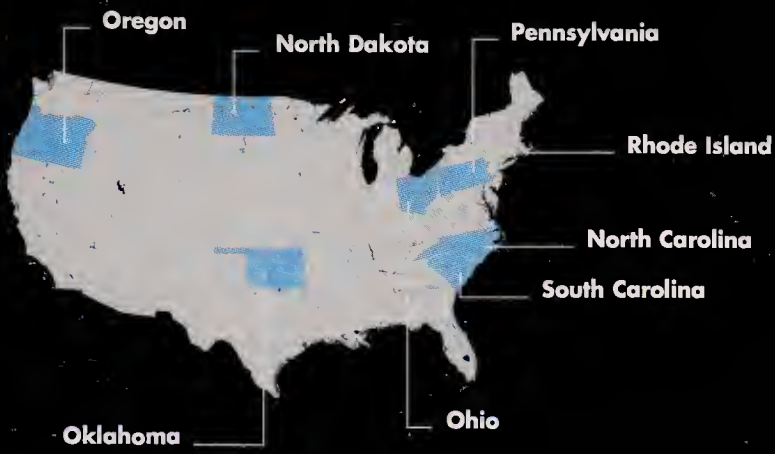 Oregon
North Dakota
Pennsylvania
Rhode Island
North Carolina
South Carolina
Ohio
Oklahoma